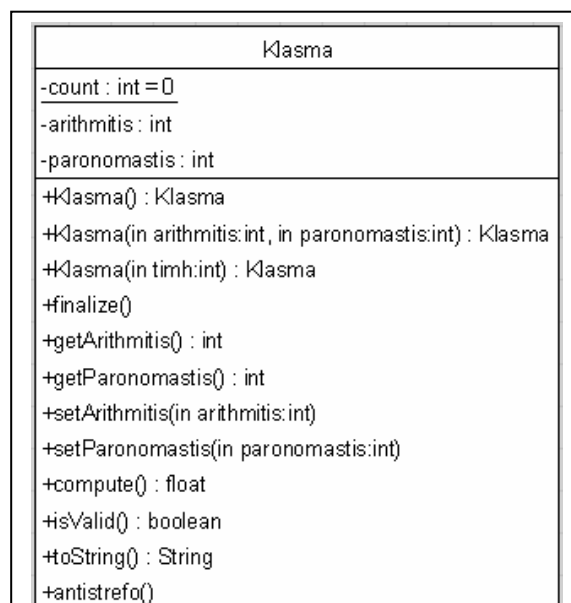 Klasma
-count : int = 0
-arithmitis : int
-paronomastis : int
+Klasma() : Klasma
+Klasma(in arithmitis:int, in paronomastis:int) : Klasma
+Klasma(in timh:int) : Klasma
+finalize()
+getArithmitis() : int
+getParonomastis() : int
+setArithmitis(in arithmitis:int)
+setParonomastis(in paronomastis:int)
+compute() : float
+isValid() : boolean
+toString() : String
+antistrefo()